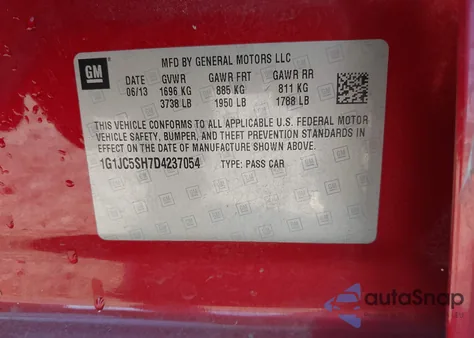 GM
MFD BY GENERAL MOTORS LLC
DATE GVWR GAWR FRT GAWR RR
06/13 1696 KG 885 KG 811 KG
3738 LB 1950 LB 1788 LB
THIS VEHICLE CONFORMS TO ALL APPLICABLE U.S. FEDERAL MOTOR
VEHICLE SAFETY, BUMPER, AND THEFT PREVENTION STANDARDS IN
EFFECT ON THE DATE OF MANUFACTURE SHOWN ABOVE.
1G1JC5SH7D4237054 TYPE: PASS CAR
autoSnap